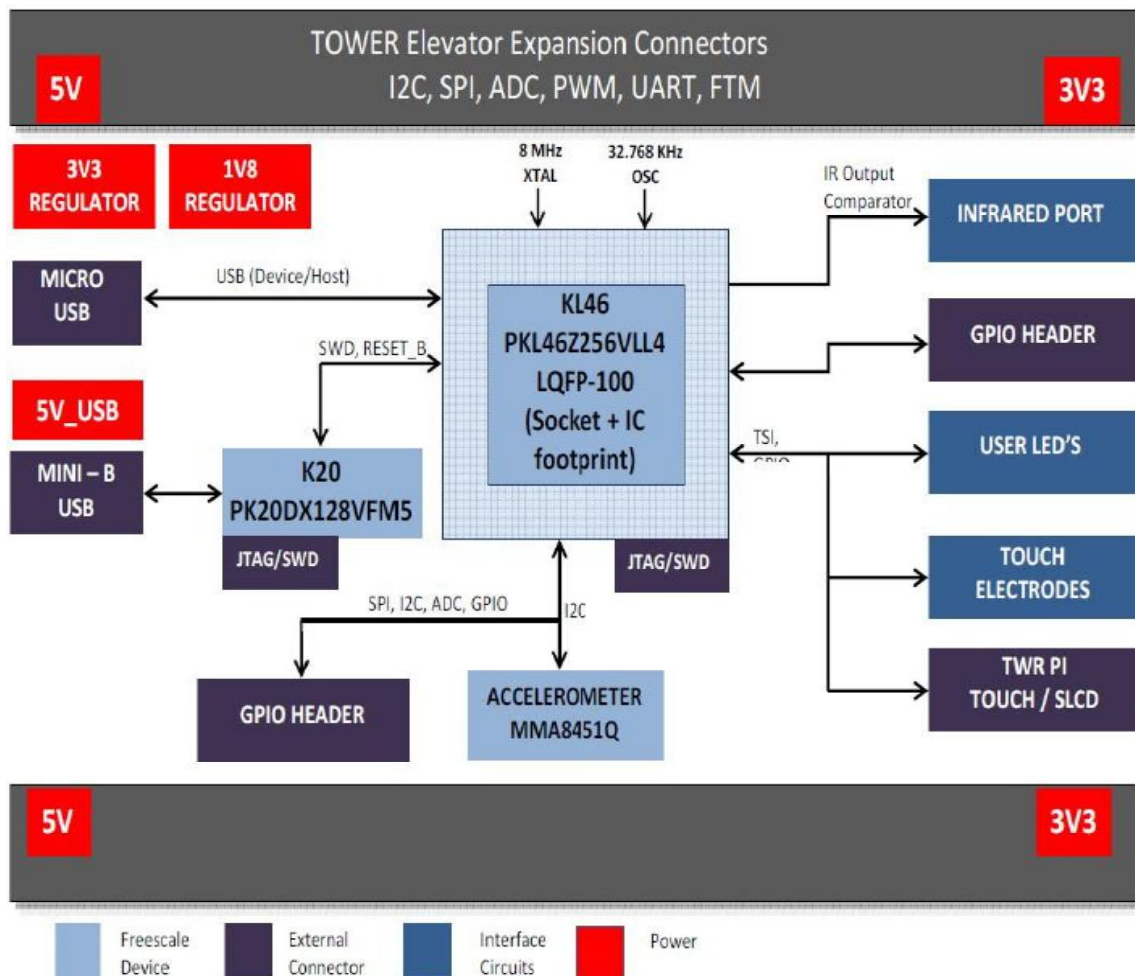 TOWER Elevator Expansion Connectors
I2C, SPI, ADC, PWM, UART, FTM
5V
3V3
3V3
REGULATOR
1V8
REGULATOR
8 MHz
XTAL
32.768 KHz
OSC
IR Output
Comparator
INFRARED PORT
MICRO
USB
USB (Device/Host)
KL46
PKL46Z256VLL4
LQFP-100
(Socket + IC
footprint)
GPIO HEADER
SWD, RESET_B
5V_USB
MINI – B
USB
K20
PK20DX128VFM5
JTAG/SWD
JTAG/SWD
TSI,
GPIO
USER LED'S
TOUCH
ELECTRODES
SPI, I2C, ADC, GPIO
I2C
GPIO HEADER
ACCELEROMETER
MMA8451Q
TWR PI
TOUCH / SLCD
5V
3V3
Freescale
Device
External
Connector
Interface
Circuits
Power